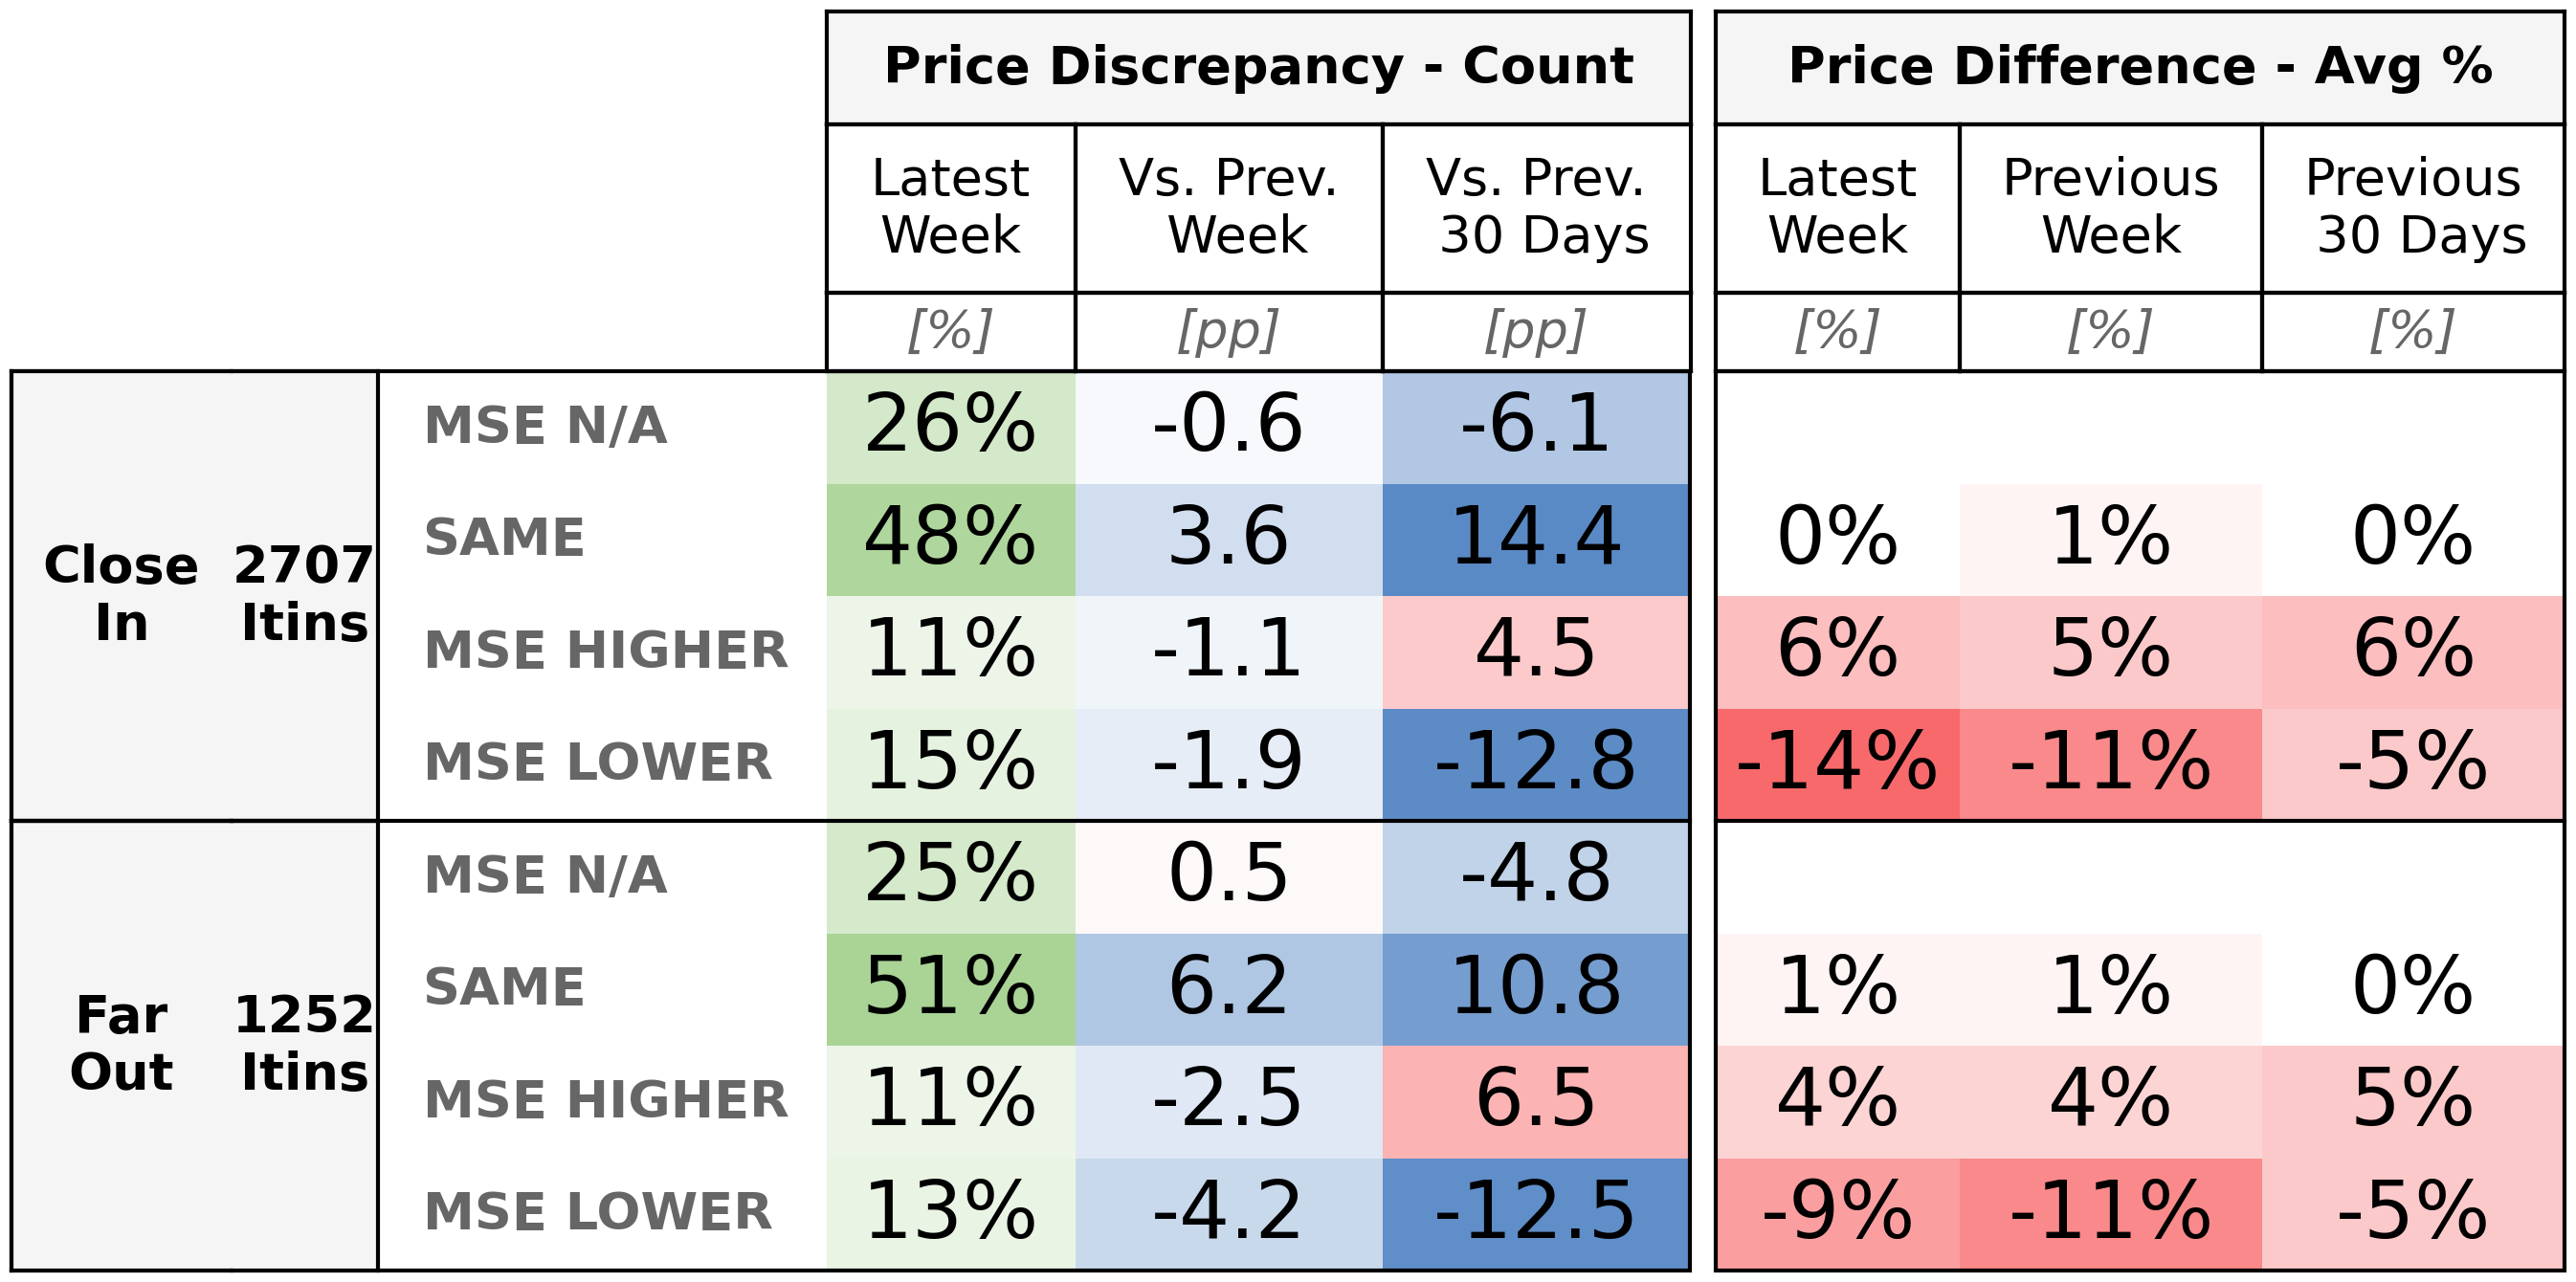 Price Discrepancy - Count Price Difference - Avg %
Latest Week Vs. Prev. Week Vs. Prev. 30 Days Latest Week Previous Week Previous 30 Days
[%] [pp] [pp] [%] [%] [%]
Close In 2707 Itins
MSE N/A 26% -0.6 -6.1
SAME 48% 3.6 14.4 0% 1% 0%
MSE HIGHER 11% -1.1 4.5 6% 5% 6%
MSE LOWER 15% -1.9 -12.8 -14% -11% -5%
Far Out 1252 Itins
MSE N/A 25% 0.5 -4.8
SAME 51% 6.2 10.8 1% 1% 0%
MSE HIGHER 11% -2.5 6.5 4% 4% 5%
MSE LOWER 13% -4.2 -12.5 -9% -11% -5%